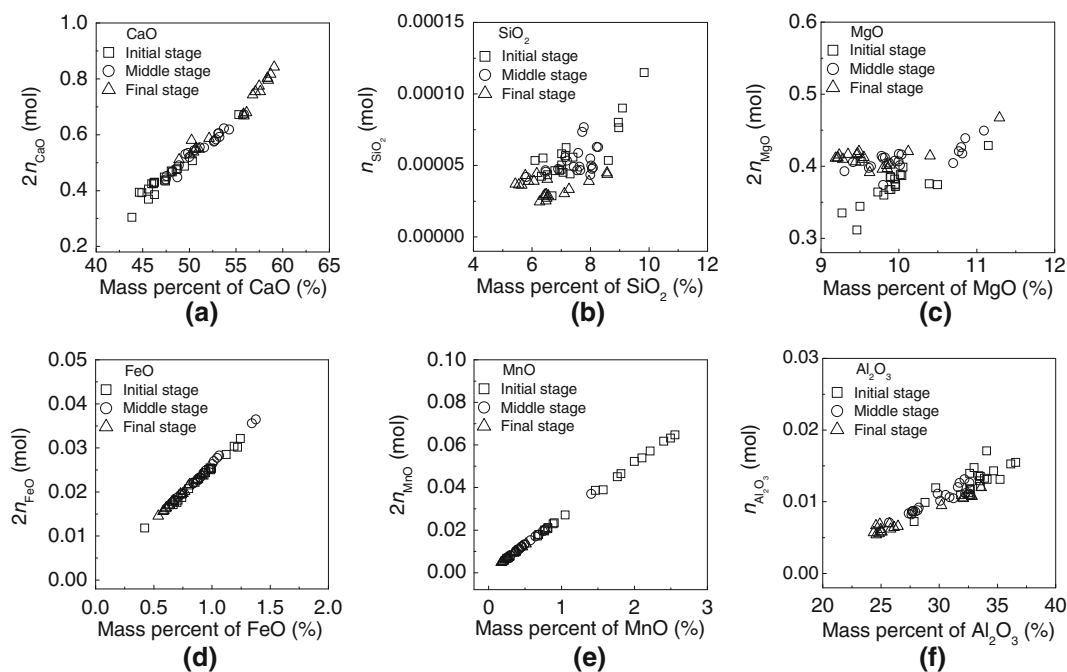 1.0
0.8
0.6
0.4
0.2
2n_CaO (mol)
CaO
Initial stage
Middle stage
Final stage
40 45 50 55 60 65
Mass percent of CaO (%)
(a)
0.00015
0.00010
0.00005
0.00000
n_SiO₂ (mol)
SiO₂
Initial stage
Middle stage
Final stage
4 6 8 10 12
Mass percent of SiO₂ (%)
(b)
0.6
0.5
0.4
0.3
2n_MgO (mol)
MgO
Initial stage
Middle stage
Final stage
9 10 11 12
Mass percent of MgO (%)
(c)
0.05
0.04
0.03
0.02
0.01
0.00
2n_FeO (mol)
FeO
Initial stage
Middle stage
Final stage
0.0 0.5 1.0 1.5 2.0
Mass percent of FeO (%)
(d)
0.10
0.08
0.06
0.04
0.02
0.00
2n_MnO (mol)
MnO
Initial stage
Middle stage
Final stage
0 1 2 3
Mass percent of MnO (%)
(e)
0.03
0.02
0.01
0.00
n_Al₂O₃ (mol)
Al₂O₃
Initial stage
Middle stage
Final stage
20 25 30 35 40
Mass percent of Al₂O₃ (%)
(f)